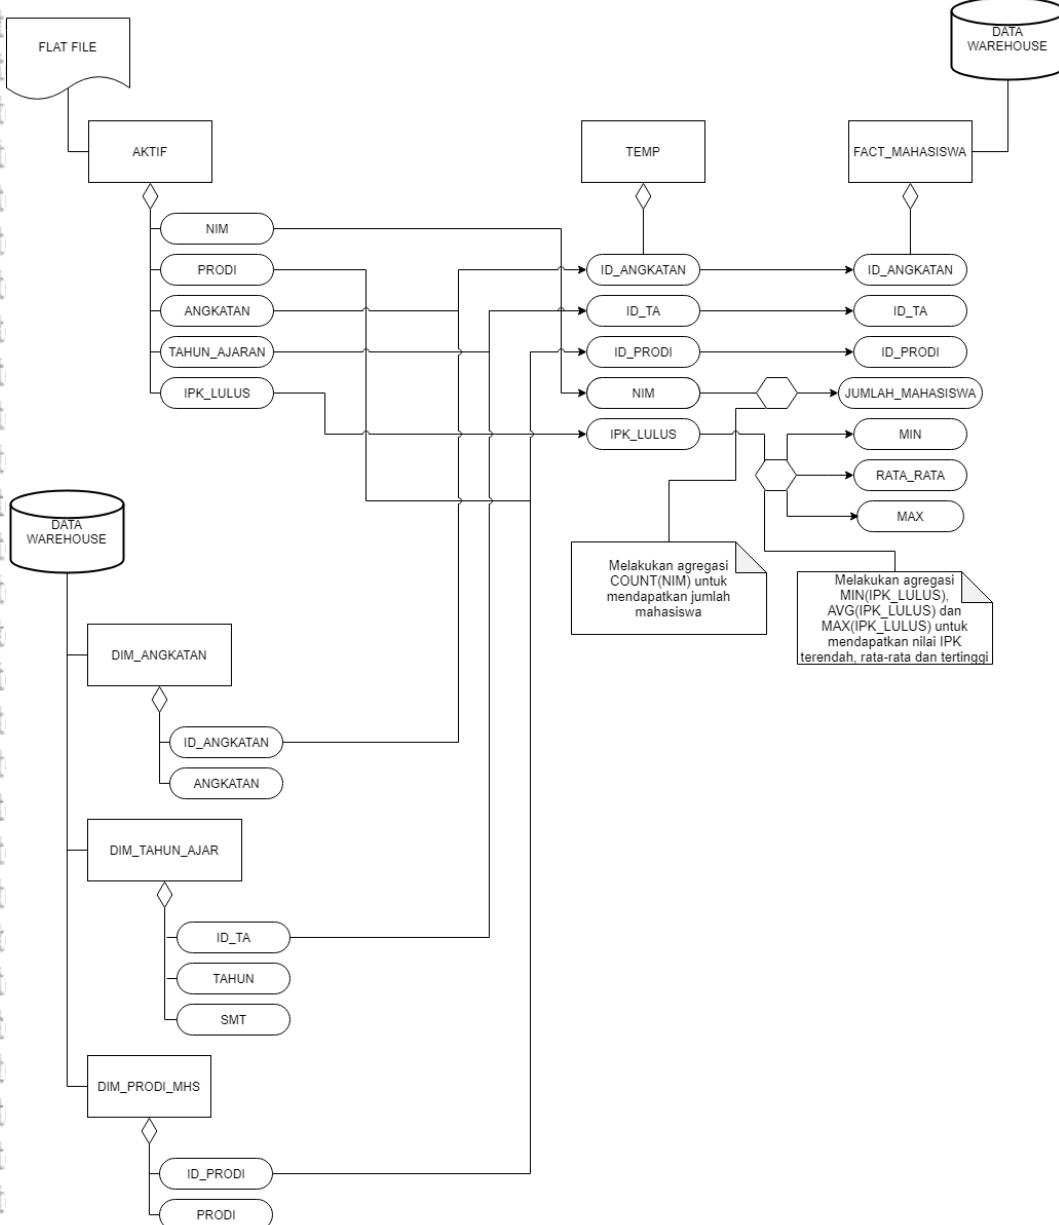 FLAT FILE
DATA
WAREHOUSE
AKTIF
TEMP
FACT_MAHASISWA
NIM
PRODI
ANGKATAN
TAHUN_AJARAN
IPK_LULUS
ID_ANGKATAN
ID_TA
ID_PRODI
NIM
IPK_LULUS
ID_ANGKATAN
ID_TA
ID_PRODI
JUMLAH_MAHASISWA
MIN
RATA_RATA
MAX
Melakukan agregasi
COUNT(NIM) untuk
mendapatkan jumlah
mahasiswa
Melakukan agregasi
MIN(IPK_LULUS),
AVG(IPK_LULUS) dan
MAX(IPK_LULUS) untuk
mendapatkan nilai IPK
terendah, rata-rata dan tertinggi
DATA
WAREHOUSE
DIM_ANGKATAN
ID_ANGKATAN
ANGKATAN
DIM_TAHUN_AJAR
ID_TA
TAHUN
SMT
DIM_PRODI_MHS
ID_PRODI
PRODI